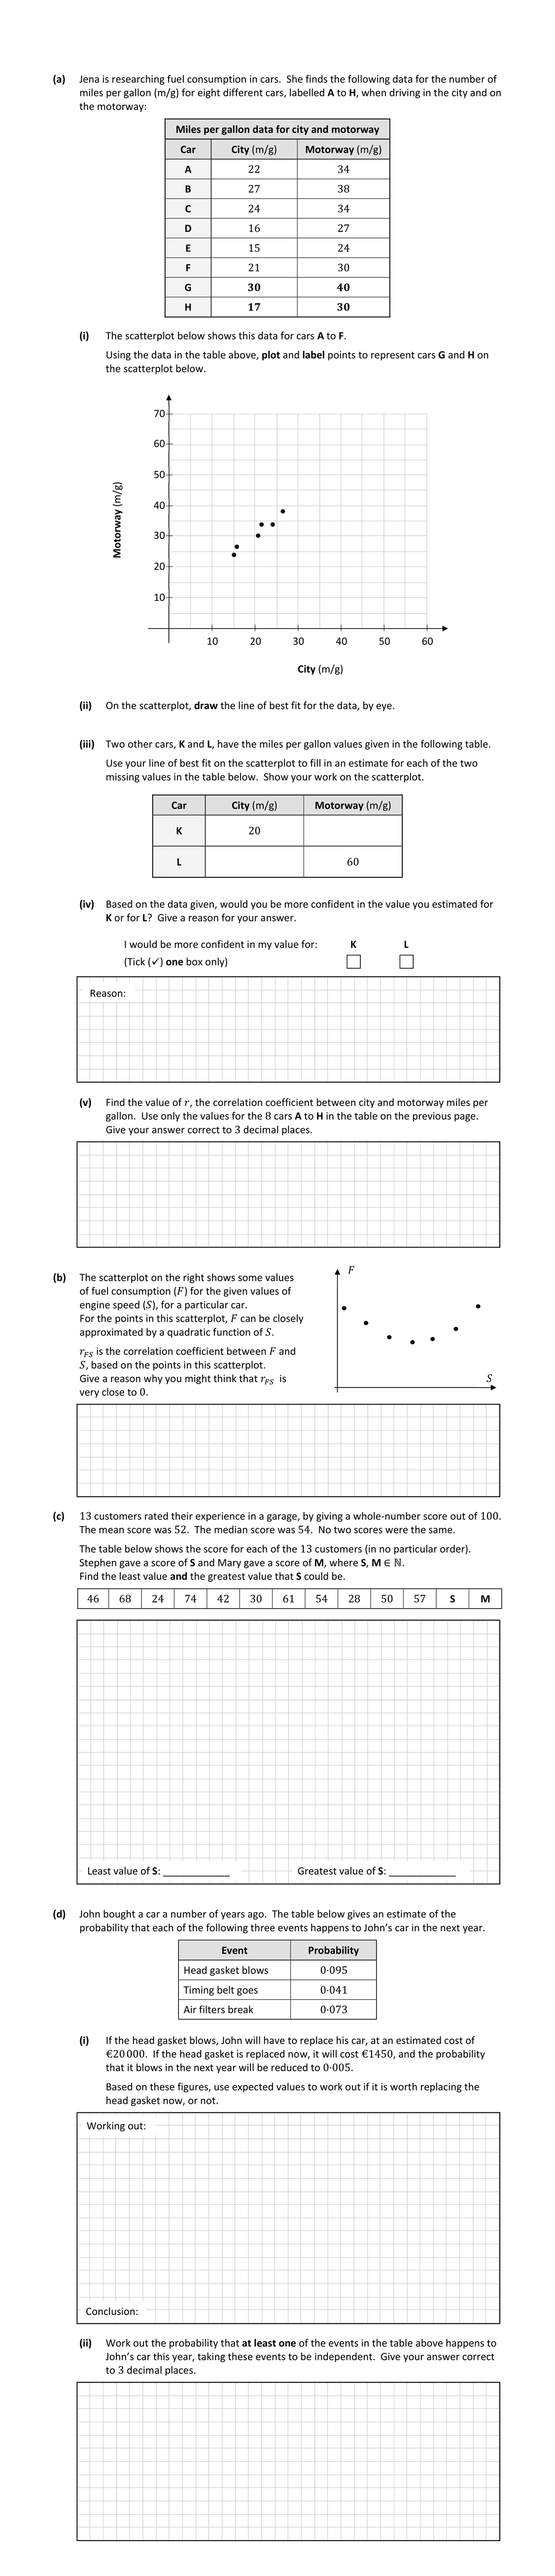 (a) Jena is researching fuel consumption in cars. She finds the following data for the number of
miles per gallon (m/g) for eight different cars, labelled A to H, when driving in the city and on
the motorway:
Miles per gallon data for city and motorway
Car City (m/g) Motorway (m/g)
A 22 34
B 27 38
C 24 34
D 16 27
E 15 24
F 21 30
G 30 40
H 17 30
(i) The scatterplot below shows this data for cars A to F.
Using the data in the table above, plot and label points to represent cars G and H on
the scatterplot below.
70
60
50
40
30
20
10
Motorway (m/g)
10 20 30 40 50 60
City (m/g)
(ii) On the scatterplot, draw the line of best fit for the data, by eye.
(iii) Two other cars, K and L, have the miles per gallon values given in the following table.
Use your line of best fit on the scatterplot to fill in an estimate for each of the two
missing values in the table below. Show your work on the scatterplot.
Car City (m/g) Motorway (m/g)
K 20
L 60
(iv) Based on the data given, would you be more confident in the value you estimated for
K or for L? Give a reason for your answer.
I would be more confident in my value for: K L
(Tick (✓) one box only)
Reason:
(v) Find the value of r, the correlation coefficient between city and motorway miles per
gallon. Use only the values for the 8 cars A to H in the table on the previous page.
Give your answer correct to 3 decimal places.
(b) The scatterplot on the right shows some values
of fuel consumption (F) for the given values of
engine speed (S), for a particular car.
For the points in this scatterplot, F can be closely
approximated by a quadratic function of S.
r_FS is the correlation coefficient between F and
S, based on the points in this scatterplot.
Give a reason why you might think that r_FS is
very close to 0.
F
S
(c) 13 customers rated their experience in a garage, by giving a whole-number score out of 100.
The mean score was 52. The median score was 54. No two scores were the same.
The table below shows the score for each of the 13 customers (in no particular order).
Stephen gave a score of S and Mary gave a score of M, where S, M ∈ ℕ.
Find the least value and the greatest value that S could be.
46 68 24 74 42 30 61 54 28 50 57 S M
Least value of S: ____________ Greatest value of S: ____________
(d) John bought a car a number of years ago. The table below gives an estimate of the
probability that each of the following three events happens to John's car in the next year.
Event Probability
Head gasket blows 0·095
Timing belt goes 0·041
Air filters break 0·073
(i) If the head gasket blows, John will have to replace his car, at an estimated cost of
€20 000. If the head gasket is replaced now, it will cost €1450, and the probability
that it blows in the next year will be reduced to 0·005.
Based on these figures, use expected values to work out if it is worth replacing the
head gasket now, or not.
Working out:
Conclusion:
(ii) Work out the probability that at least one of the events in the table above happens to
John's car this year, taking these events to be independent. Give your answer correct
to 3 decimal places.